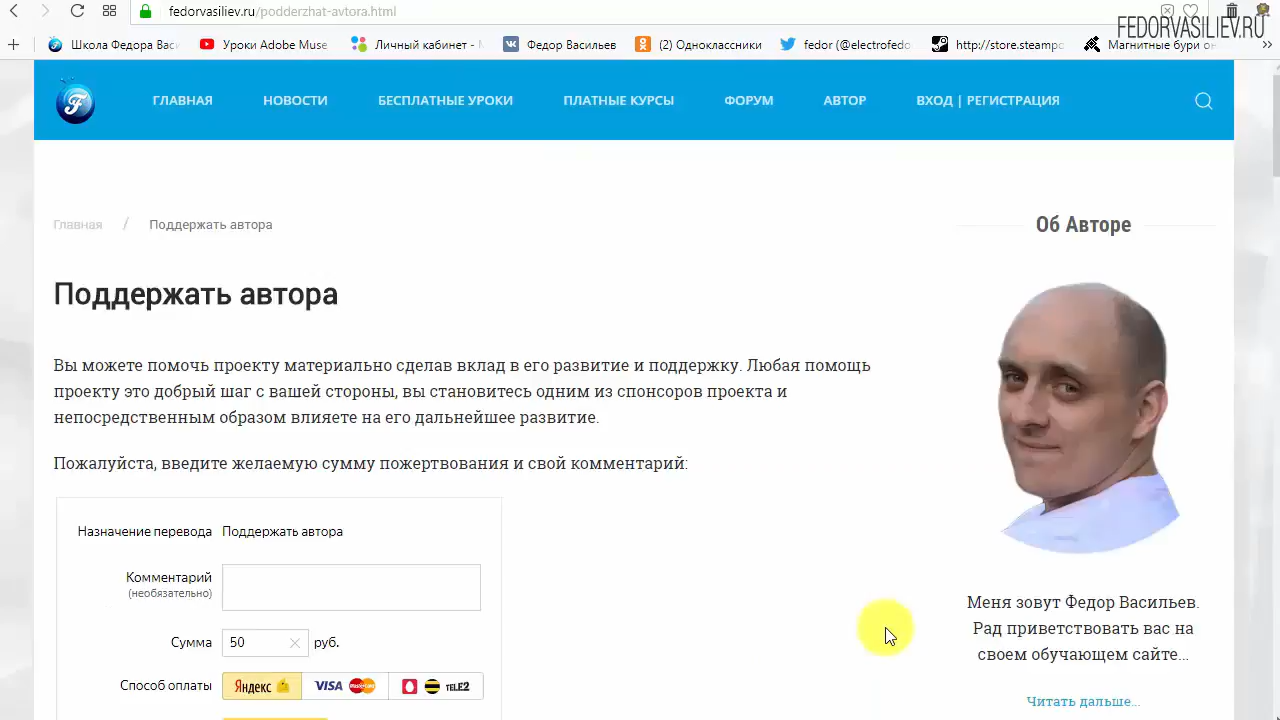 fedorvasiliev.ru/podderzhat-avtora.html
FEDORVASILIEV.RU
Школа Федора Васи
Уроки Adobe Muse
Личный кабинет - М
Федор Васильев
(2) Одноклассники
fedor (@electrofedo
http://store.steampo
Магнитные бури он
ГЛАВНАЯ
НОВОСТИ
БЕСПЛАТНЫЕ УРОКИ
ПЛАТНЫЕ КУРСЫ
ФОРУМ
АВТОР
ВХОД | РЕГИСТРАЦИЯ
Главная / Поддержать автора
Об Авторе
Поддержать автора
Вы можете помочь проекту материально сделав вклад в его развитие и поддержку. Любая помощь
проекту это добрый шаг с вашей стороны, вы становитесь одним из спонсоров проекта и
непосредственным образом влияете на его дальнейшее развитие.
Пожалуйста, введите желаемую сумму пожертвования и свой комментарий:
Назначение перевода Поддержать автора
Комментарий
(необязательно)
Сумма 50 руб.
Способ оплаты Яндекс VISA MasterCard TELE2
Меня зовут Федор Васильев.
Рад приветствовать вас на
своем обучающем сайте...
Читать дальше...